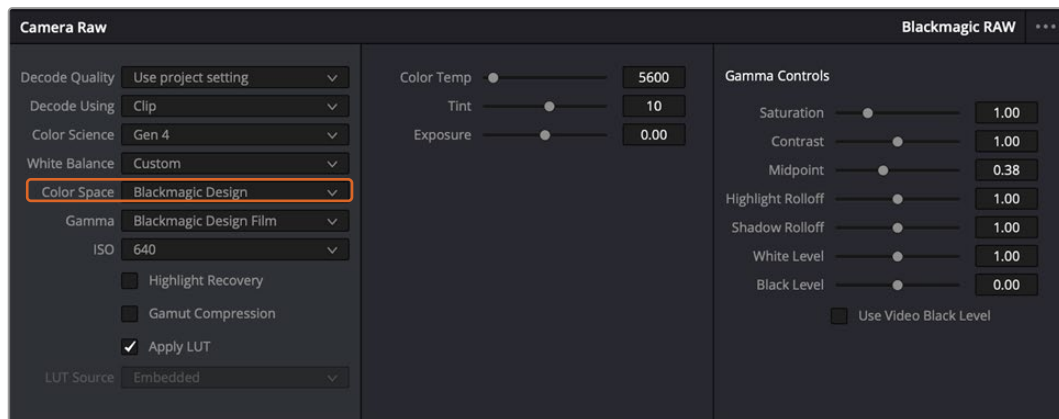 Camera Raw
Blackmagic RAW
Decode Quality Use project setting
Decode Using Clip
Color Science Gen 4
White Balance Custom
Color Space Blackmagic Design
Gamma Blackmagic Design Film
ISO 640
Highlight Recovery
Gamut Compression
Apply LUT
LUT Source Embedded
Color Temp 5600
Tint 10
Exposure 0.00
Gamma Controls
Saturation 1.00
Contrast 1.00
Midpoint 0.38
Highlight Rolloff 1.00
Shadow Rolloff 1.00
White Level 1.00
Black Level 0.00
Use Video Black Level